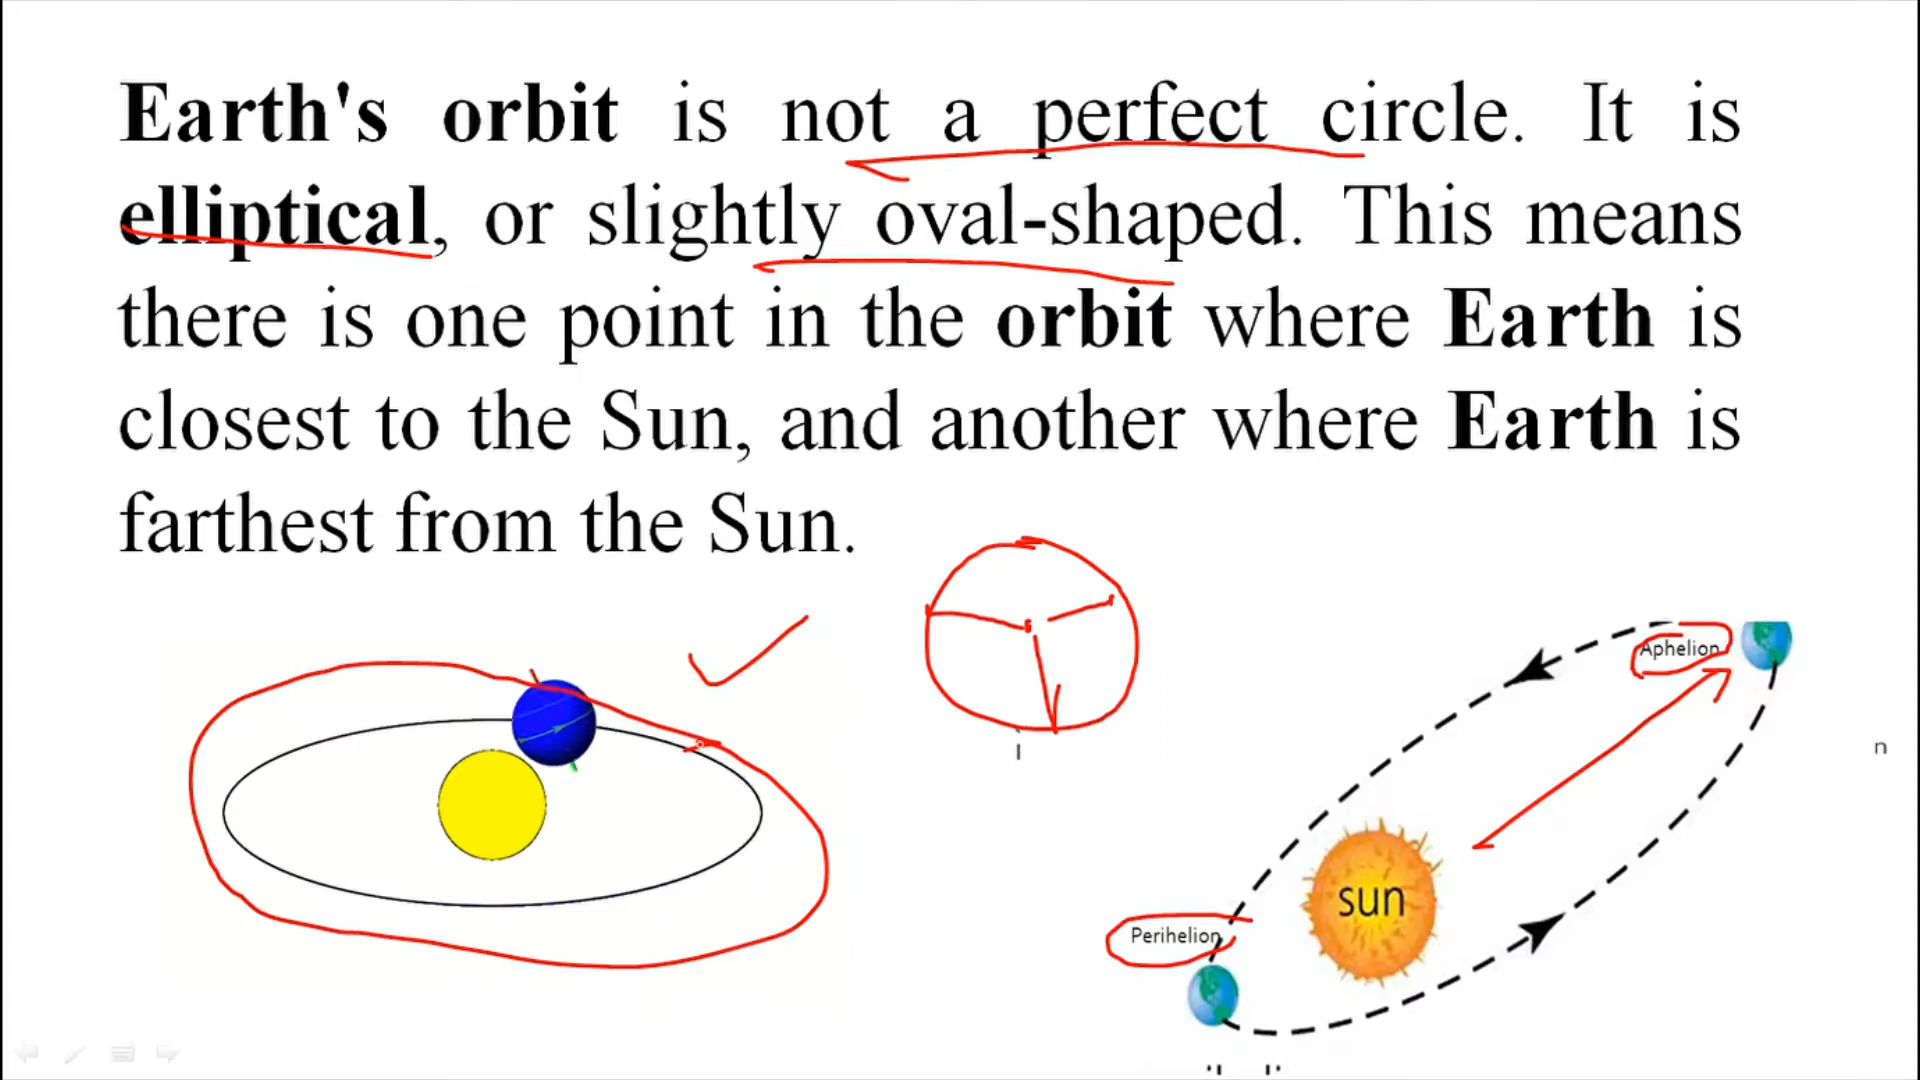 Earth's orbit is not a perfect circle. It is
elliptical, or slightly oval-shaped. This means
there is one point in the orbit where Earth is
closest to the Sun, and another where Earth is
farthest from the Sun.
Aphelion
n
sun
Perihelion